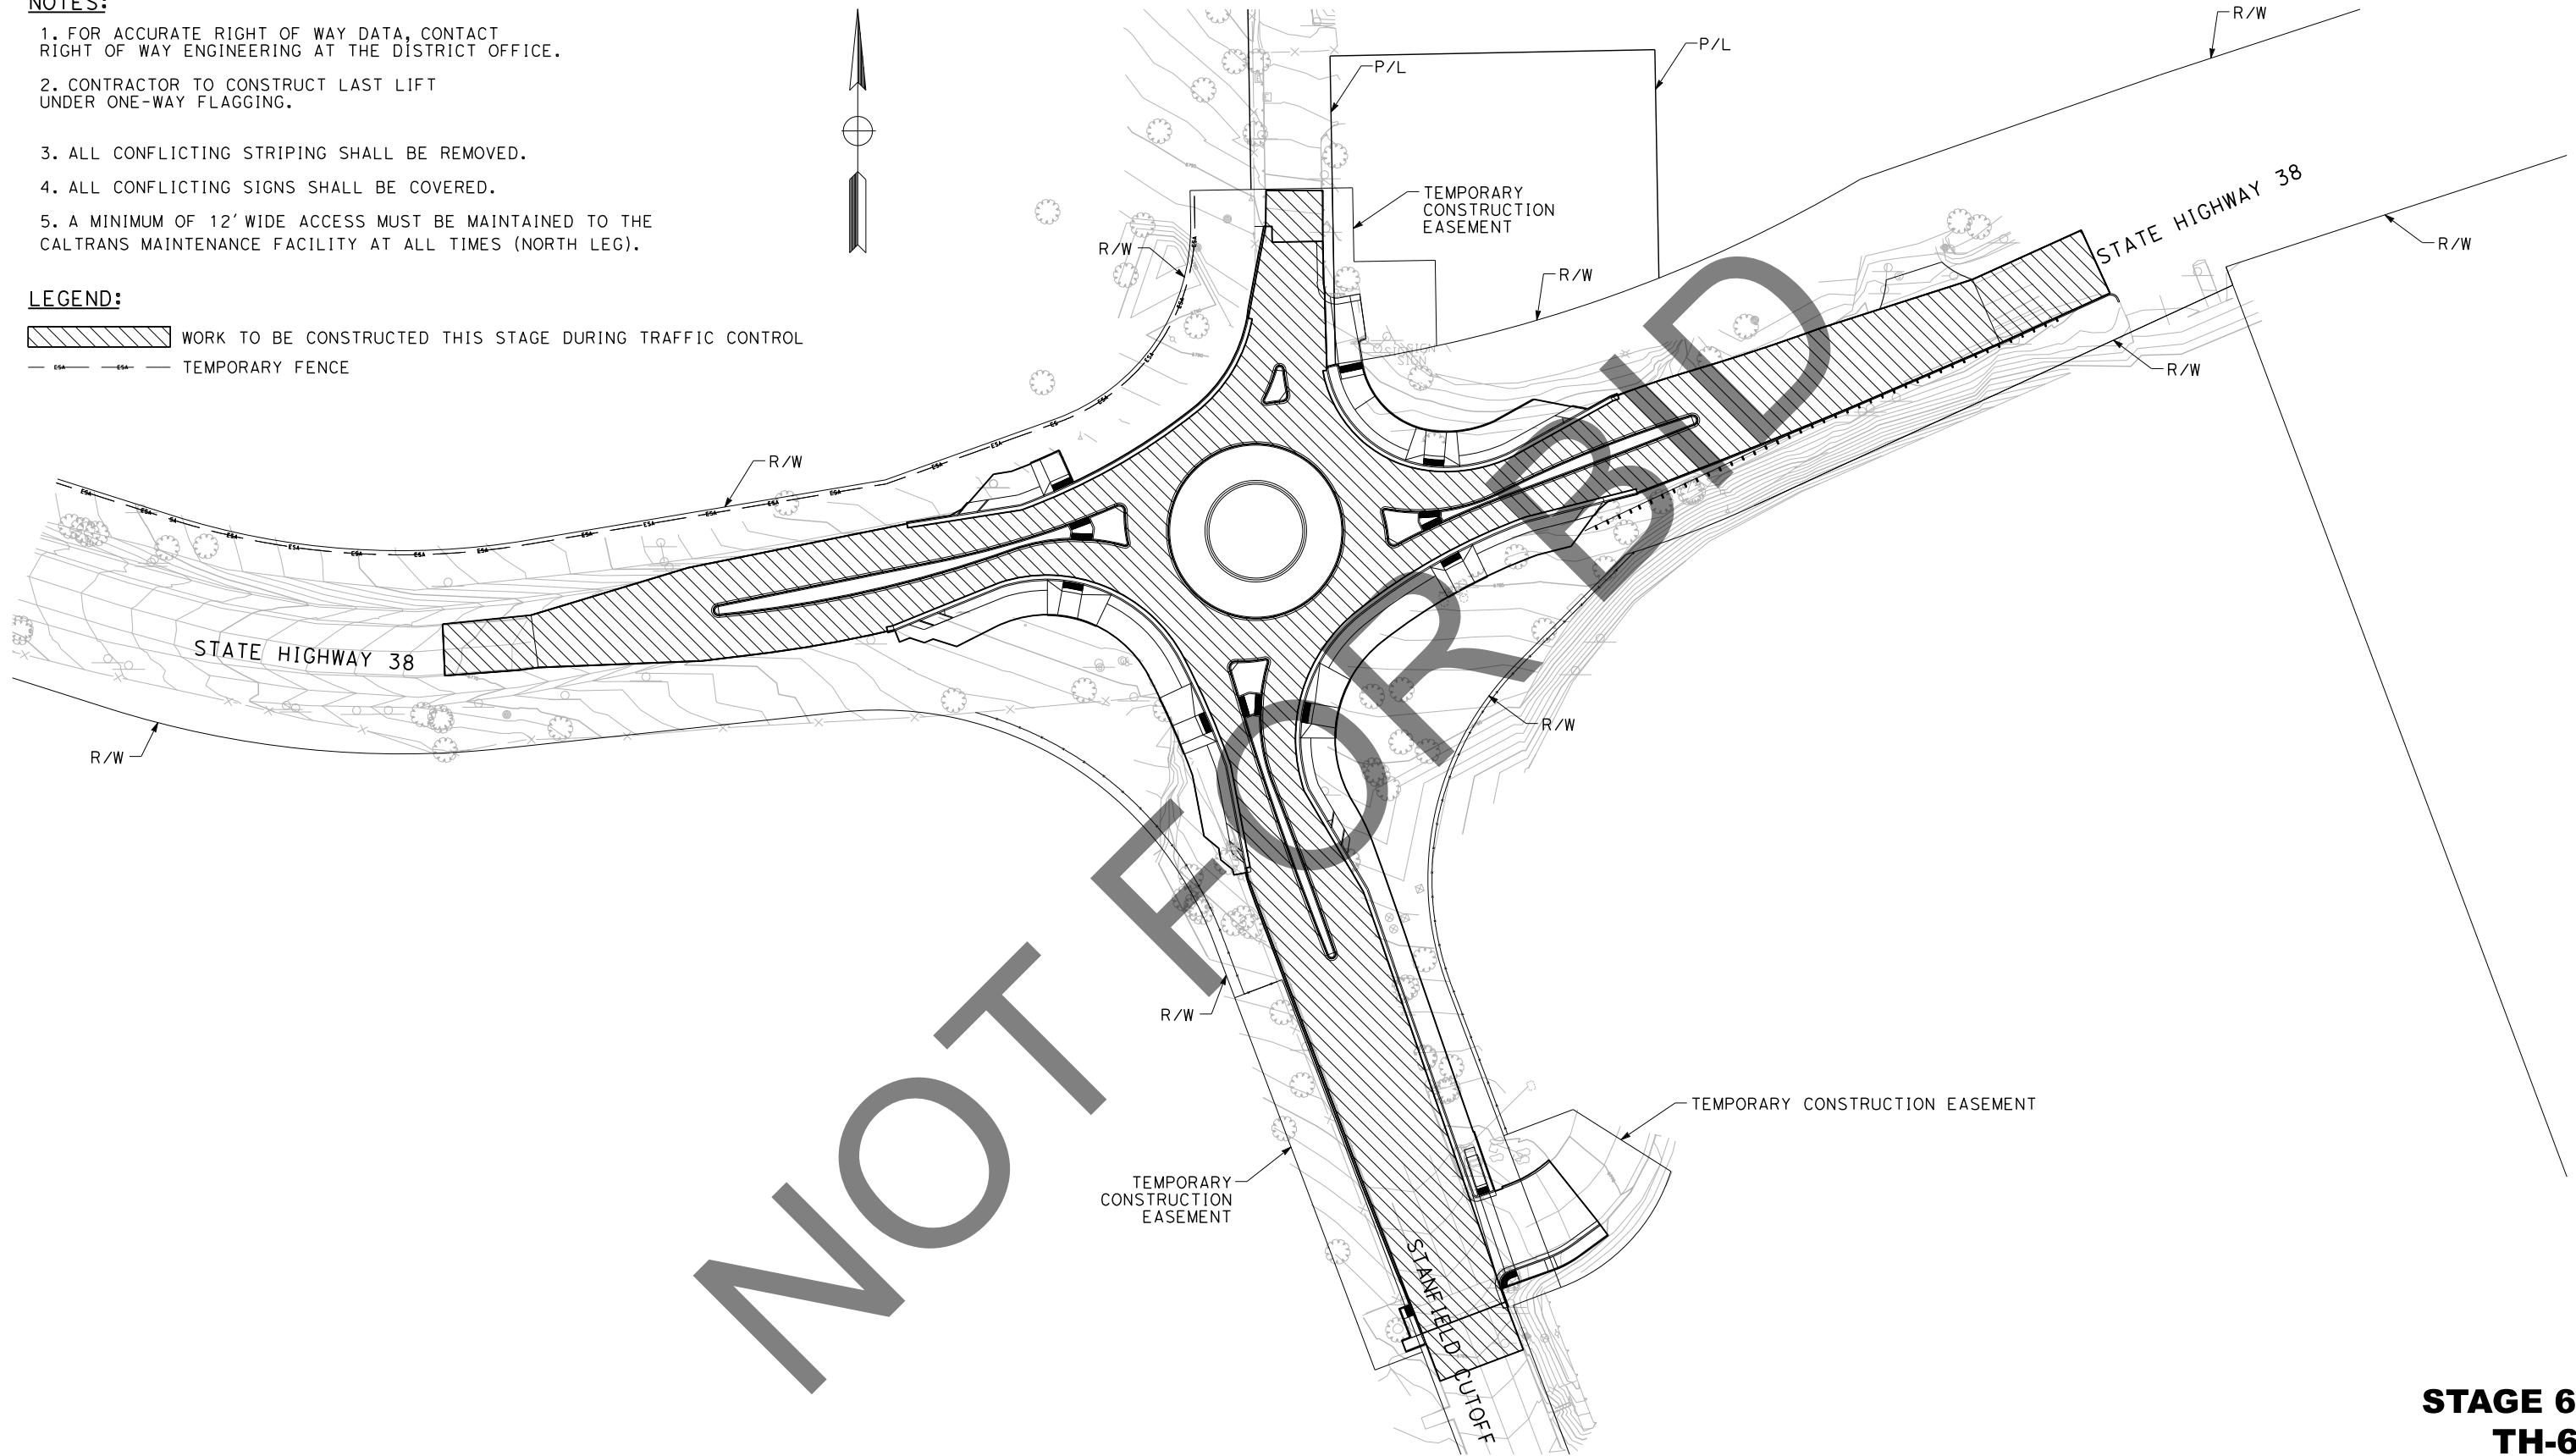 NOTES:
1. FOR ACCURATE RIGHT OF WAY DATA, CONTACT
RIGHT OF WAY ENGINEERING AT THE DISTRICT OFFICE.
2. CONTRACTOR TO CONSTRUCT LAST LIFT
UNDER ONE-WAY FLAGGING.
3. ALL CONFLICTING STRIPING SHALL BE REMOVED.
4. ALL CONFLICTING SIGNS SHALL BE COVERED.
5. A MINIMUM OF 12' WIDE ACCESS MUST BE MAINTAINED TO THE
CALTRANS MAINTENANCE FACILITY AT ALL TIMES (NORTH LEG).
LEGEND:
WORK TO BE CONSTRUCTED THIS STAGE DURING TRAFFIC CONTROL
ESA ESA TEMPORARY FENCE
R/W
P/L
P/L
TEMPORARY
CONSTRUCTION
EASEMENT
STATE HIGHWAY 38
R/W
R/W
R/W
R/W
SIGN
SIGN
R/W
STATE HIGHWAY 38
R/W
R/W
R/W
TEMPORARY CONSTRUCTION EASEMENT
TEMPORARY
CONSTRUCTION
EASEMENT
STANFIELD CUTOFF
NOT FOR BID
STAGE 6
TH-6